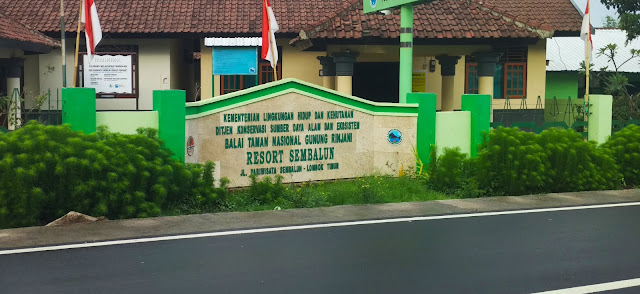 KEMENTERIAN LINGKUNGAN HIDUP DAN KEHUTANAN
DITJEN KONSERVASI SUMBER DAYA ALAM DAN EKOSISTEM
BALAI TAMAN NASIONAL GUNUNG RINJANI
RESORT SEMBALUN
JL. PARIWISATA SEMBALUN - LOMBOK TIMUR